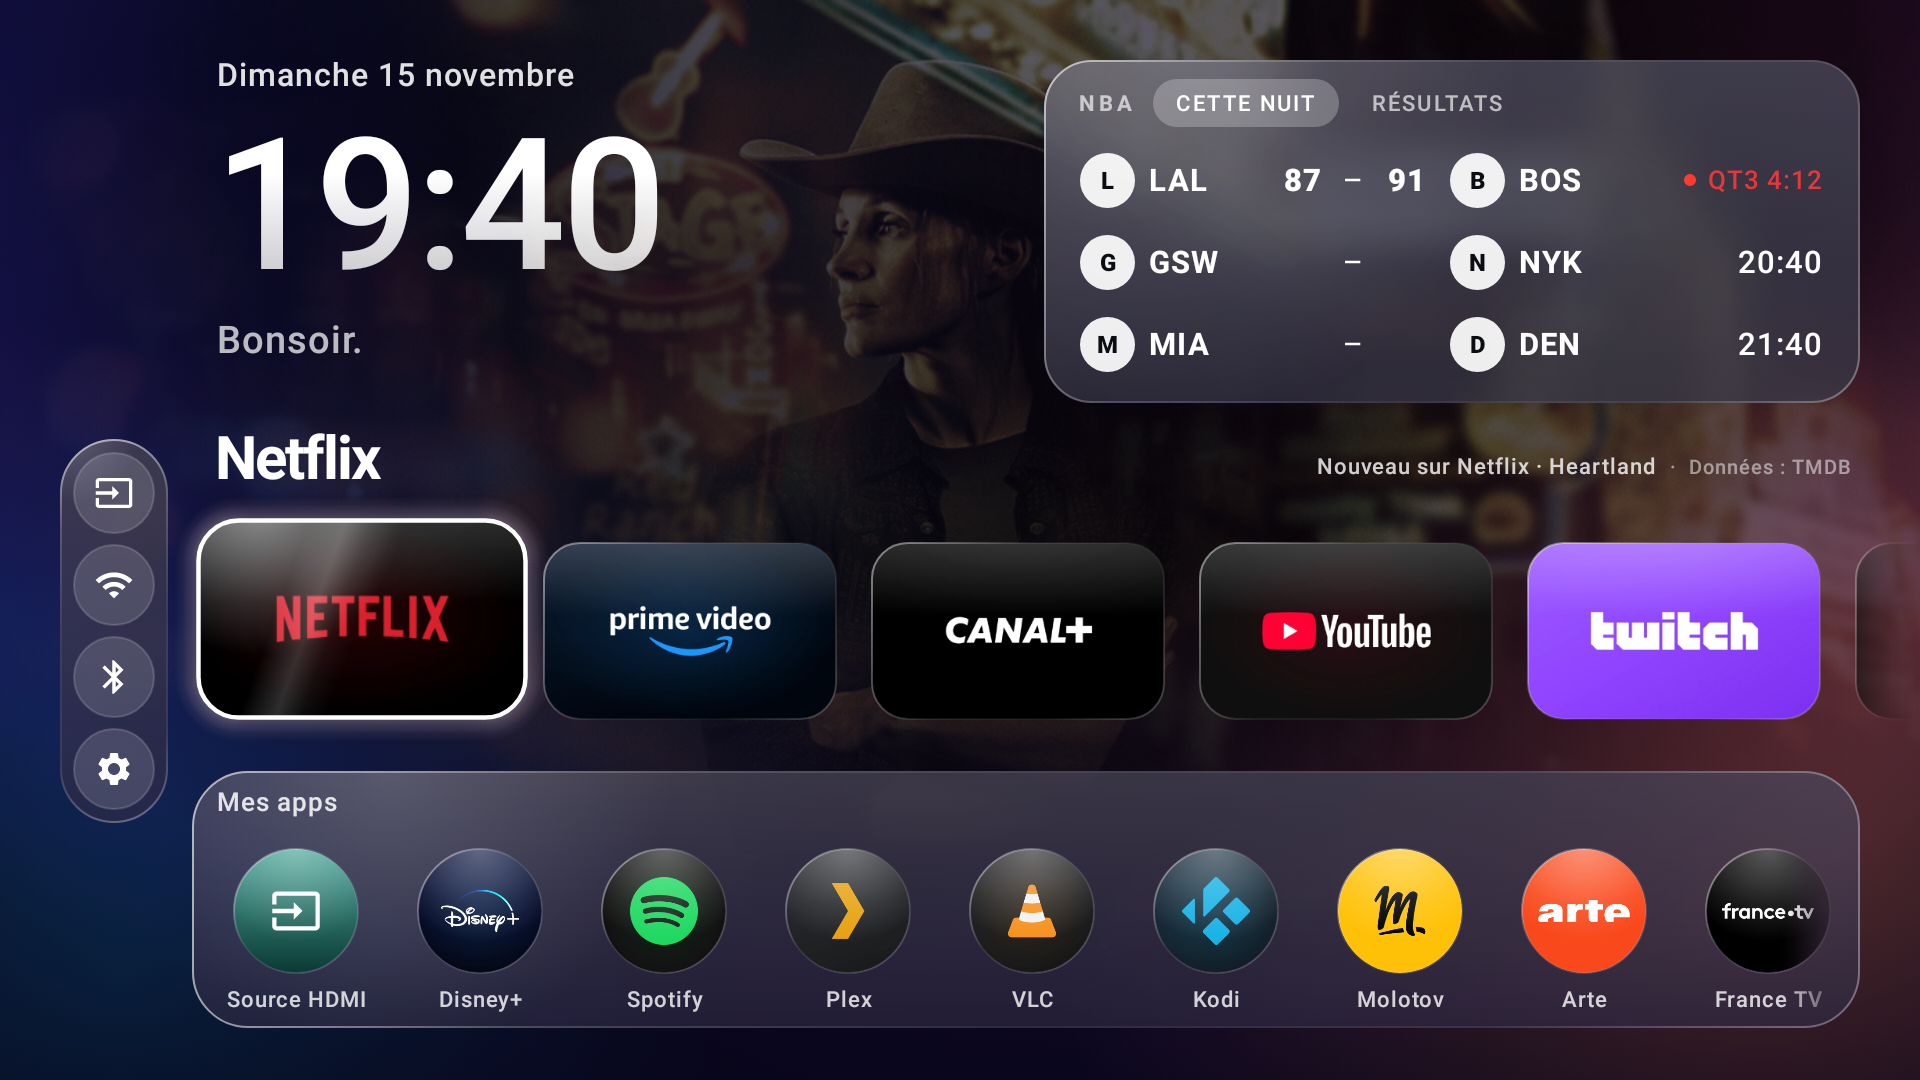 Dimanche 15 novembre
19:40
Bonsoir.
NBA CETTE NUIT RÉSULTATS
L LAL 87 – 91 B BOS • QT3 4:12
G GSW – N NYK 20:40
M MIA – D DEN 21:40
Netflix
Nouveau sur Netflix · Heartland · Données : TMDB
NETFLIX
prime video
CANAL+
YouTube
twitch
Mes apps
Disney+
m.
arte
france•tv
Source HDMI
Disney+
Spotify
Plex
VLC
Kodi
Molotov
Arte
France TV